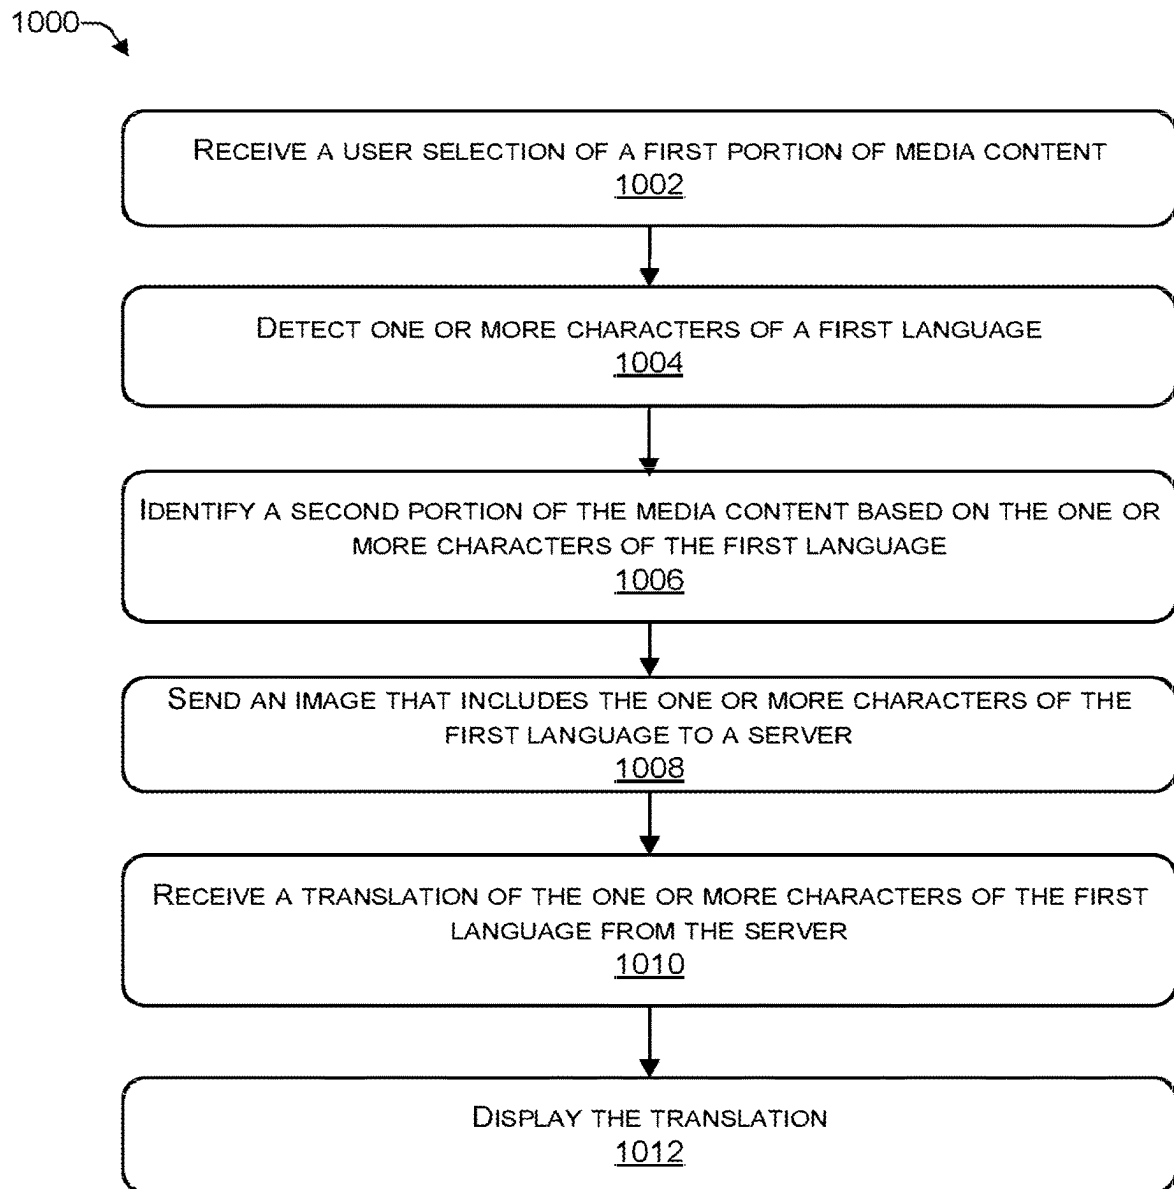 1000
RECEIVE A USER SELECTION OF A FIRST PORTION OF MEDIA CONTENT
1002
DETECT ONE OR MORE CHARACTERS OF A FIRST LANGUAGE
1004
IDENTIFY A SECOND PORTION OF THE MEDIA CONTENT BASED ON THE ONE OR
MORE CHARACTERS OF THE FIRST LANGUAGE
1006
SEND AN IMAGE THAT INCLUDES THE ONE OR MORE CHARACTERS OF THE
FIRST LANGUAGE TO A SERVER
1008
RECEIVE A TRANSLATION OF THE ONE OR MORE CHARACTERS OF THE FIRST
LANGUAGE FROM THE SERVER
1010
DISPLAY THE TRANSLATION
1012